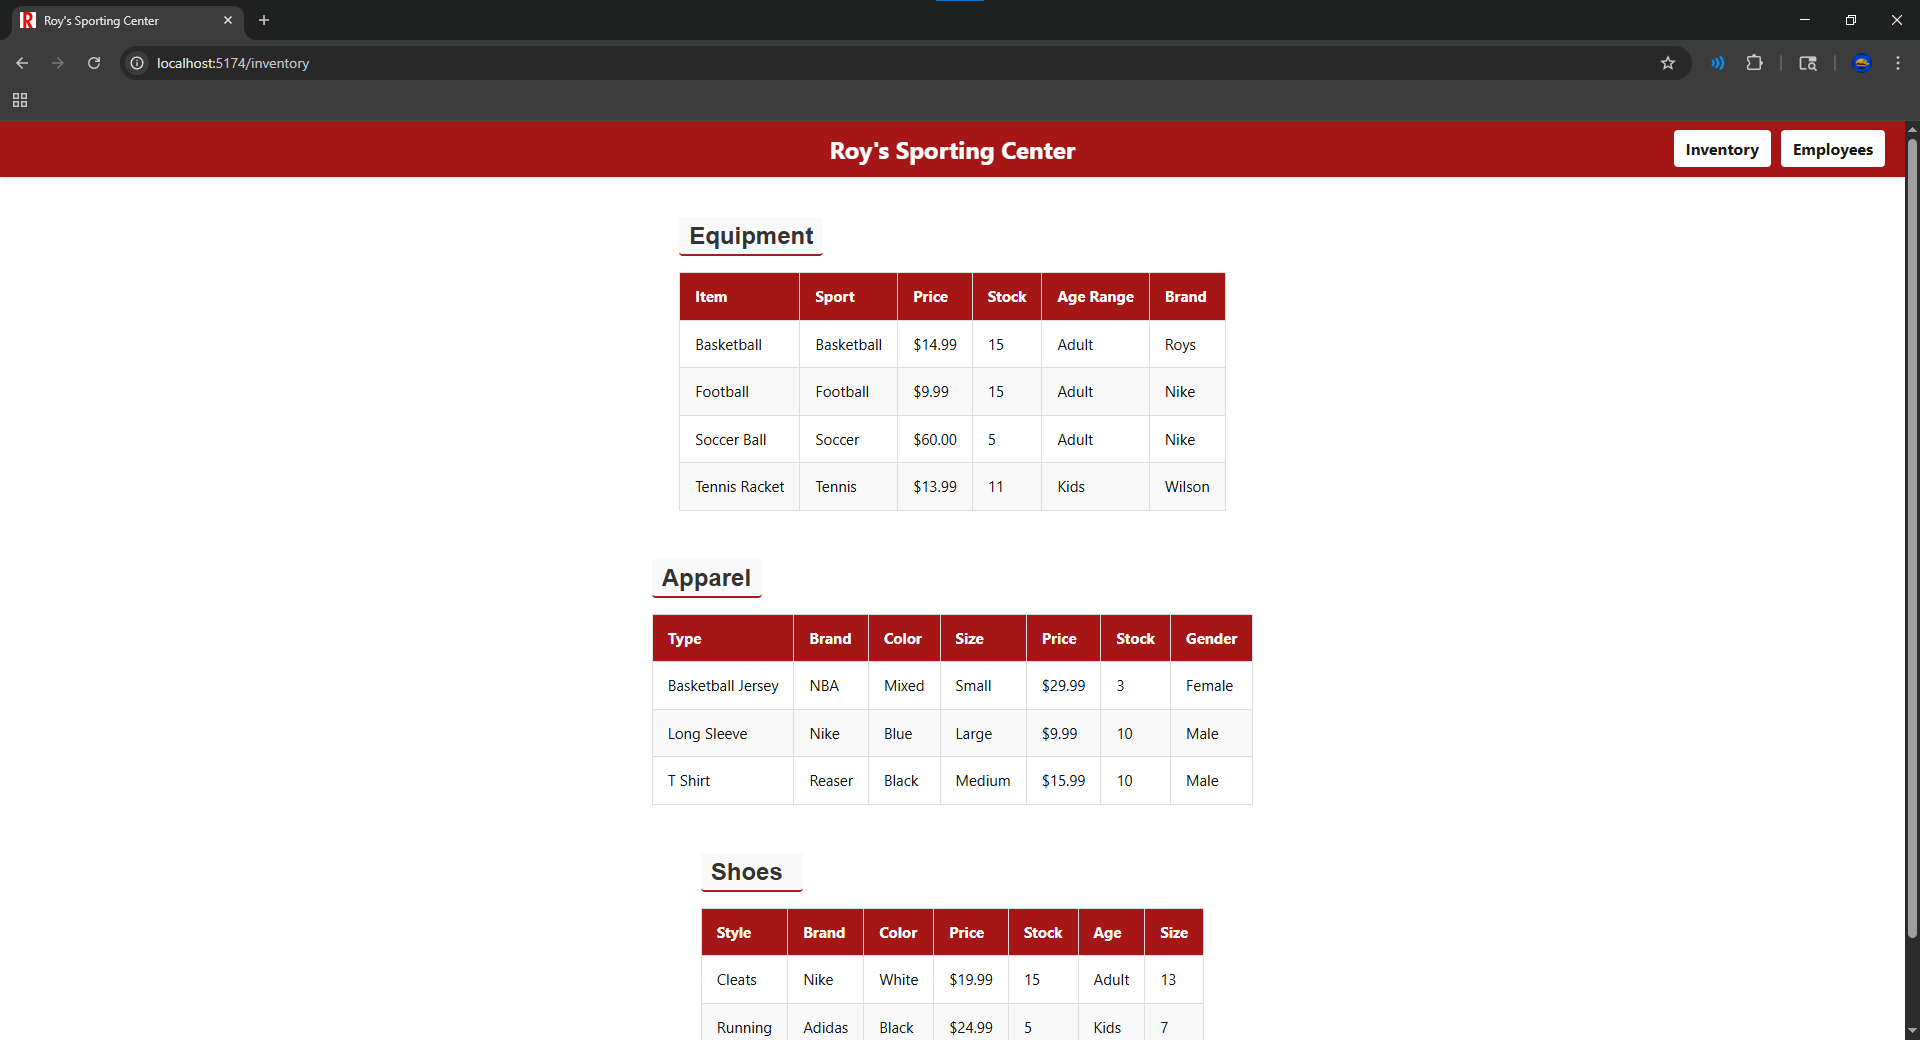 Roy's Sporting Center
localhost:5174/inventory
Roy's Sporting Center
Inventory
Employees
Equipment
Item Sport Price Stock Age Range Brand
Basketball Basketball $14.99 15 Adult Roys
Football Football $9.99 15 Adult Nike
Soccer Ball Soccer $60.00 5 Adult Nike
Tennis Racket Tennis $13.99 11 Kids Wilson
Apparel
Type Brand Color Size Price Stock Gender
Basketball Jersey NBA Mixed Small $29.99 3 Female
Long Sleeve Nike Blue Large $9.99 10 Male
T Shirt Reaser Black Medium $15.99 10 Male
Shoes
Style Brand Color Price Stock Age Size
Cleats Nike White $19.99 15 Adult 13
Running Adidas Black $24.99 5 Kids 7